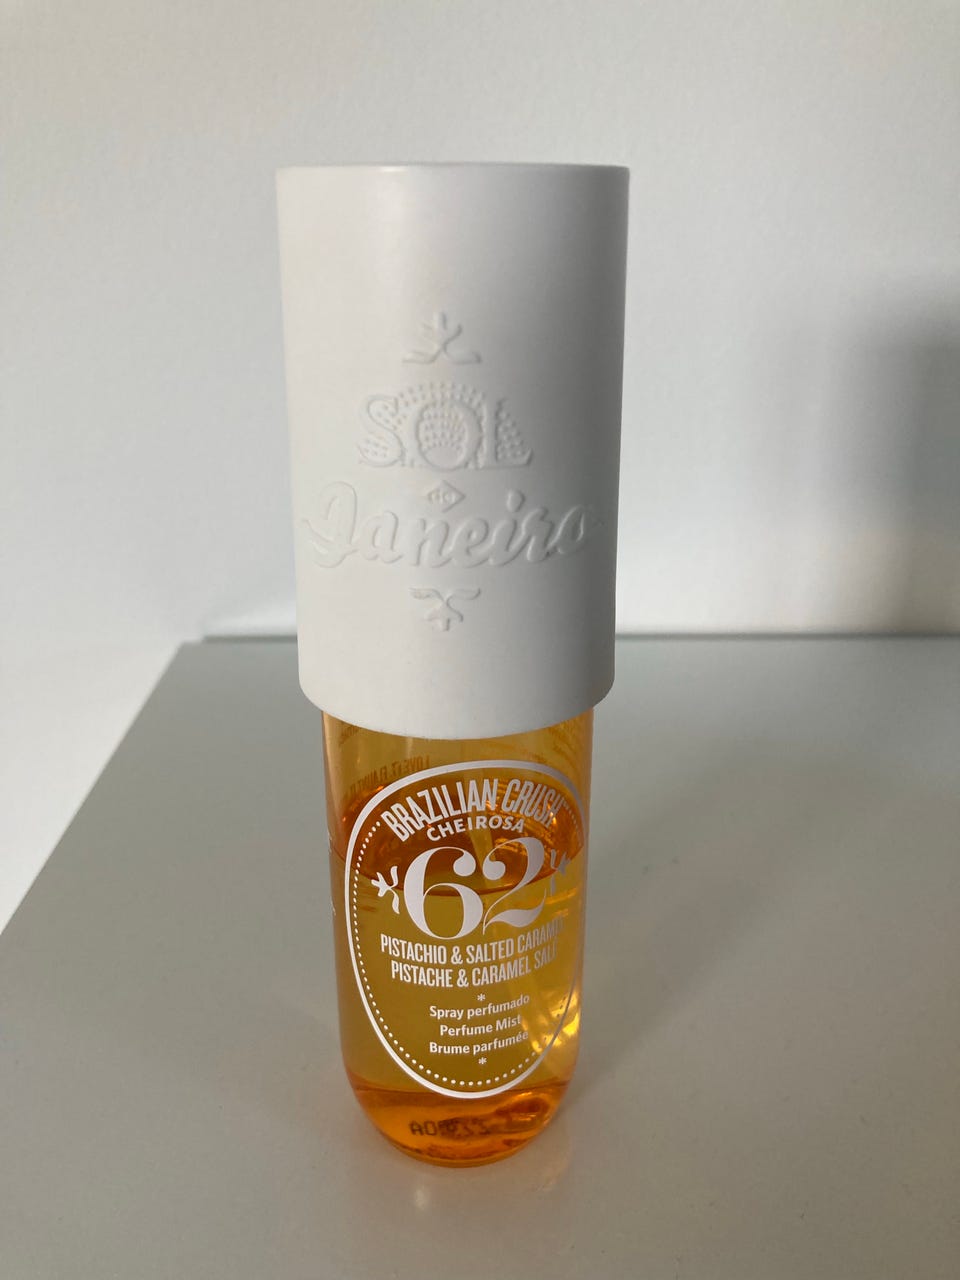 SOL
de
Janeiro
BRAZILIAN CRUSH
CHEIROSA
62
PISTACHIO & SALTED CARAMEL
PISTACHE & CARAMEL SALÉ
*
Spray perfumado
Perfume Mist
Brume parfumée
*